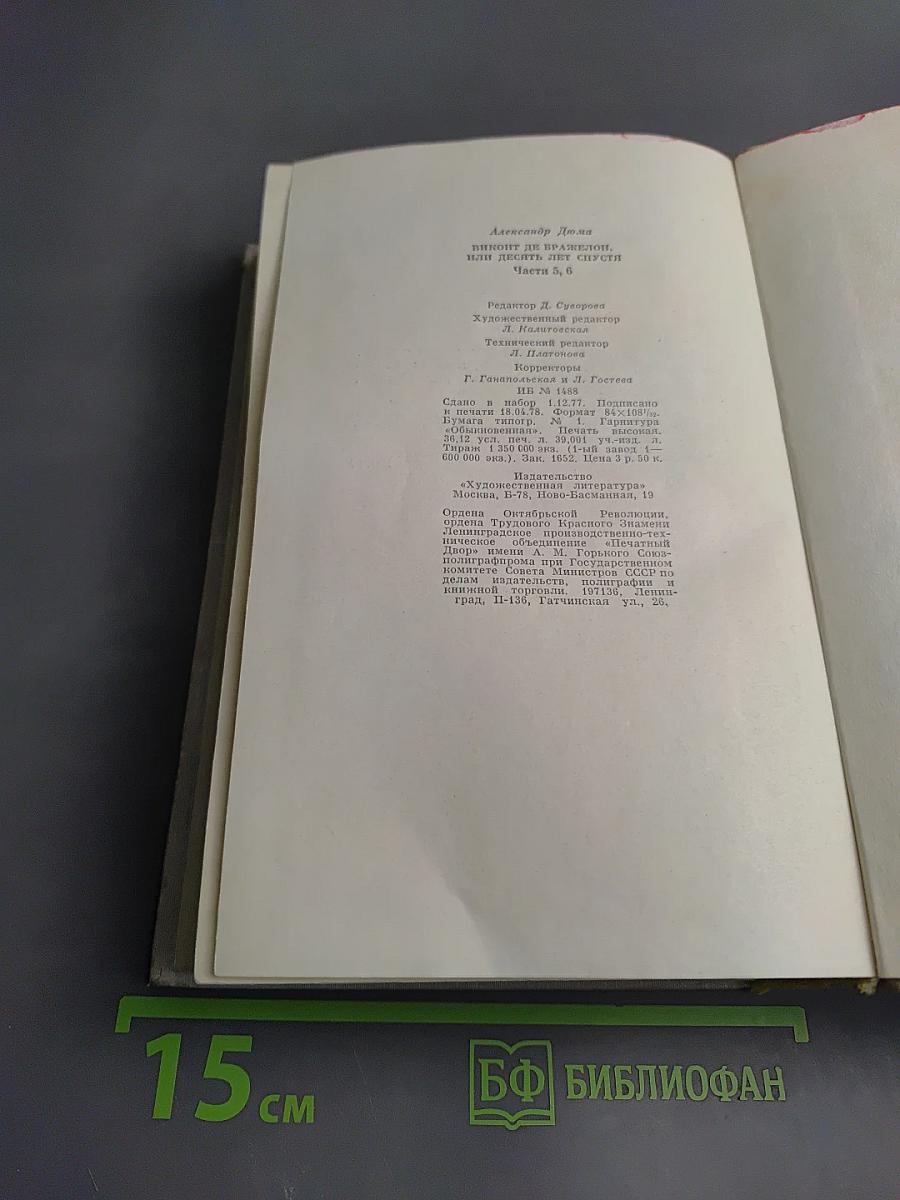 Александр Дюма
ВИКОНТ ДЕ БРАЖЕЛОН,
ИЛИ ДЕСЯТЬ ЛЕТ СПУСТЯ
Части 5, 6
Редактор Д. Суворова
Художественный редактор
Л. Калитовская
Технический редактор
Л. Платонова
Корректоры
Г. Ганапольская и Л. Гостева
ИБ № 1488
Сдано в набор 1.12.77. Подписано
к печати 18.04.78. Формат 84×108¹/₃₂.
Бумага типогр. № 1. Гарнитура
«Обыкновенная». Печать высокая.
36,12 усл. печ. л. 39,001 уч.-изд. л.
Тираж 1 350 000 экз. (1-ый завод 1—
600 000 экз.). Зак. 1652. Цена 3 р. 50 к.
Издательство
«Художественная литература»
Москва, Б-78, Ново-Басманная, 19
Ордена Октябрьской Революции,
ордена Трудового Красного Знамени
Ленинградское производственно-тех-
ническое объединение «Печатный
Двор» имени А. М. Горького Союз-
полиграфпрома при Государственном
комитете Совета Министров СССР по
делам издательств, полиграфии и
книжной торговли. 197136, Ленин-
град, П-136, Гатчинская ул., 26.
15 см
БФ БИБЛИОФАН